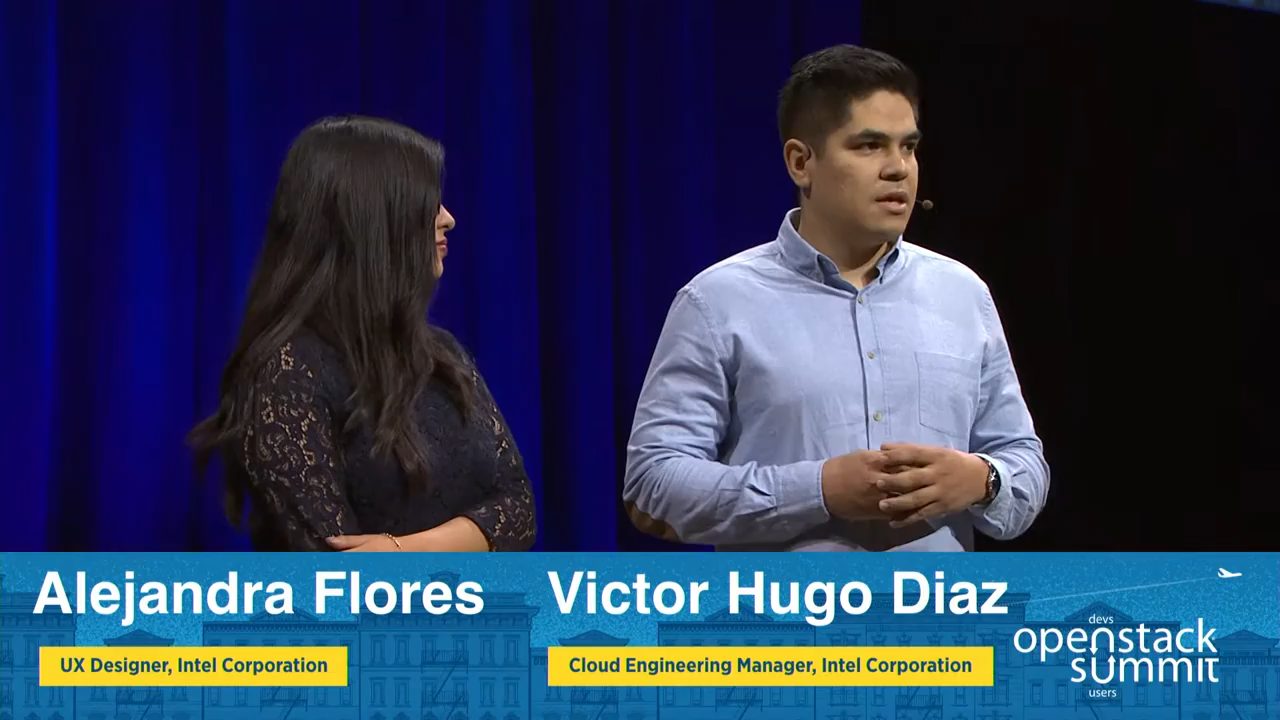 Alejandra Flores
UX Designer, Intel Corporation
Victor Hugo Diaz
Cloud Engineering Manager, Intel Corporation
devs
openstack
summit
users